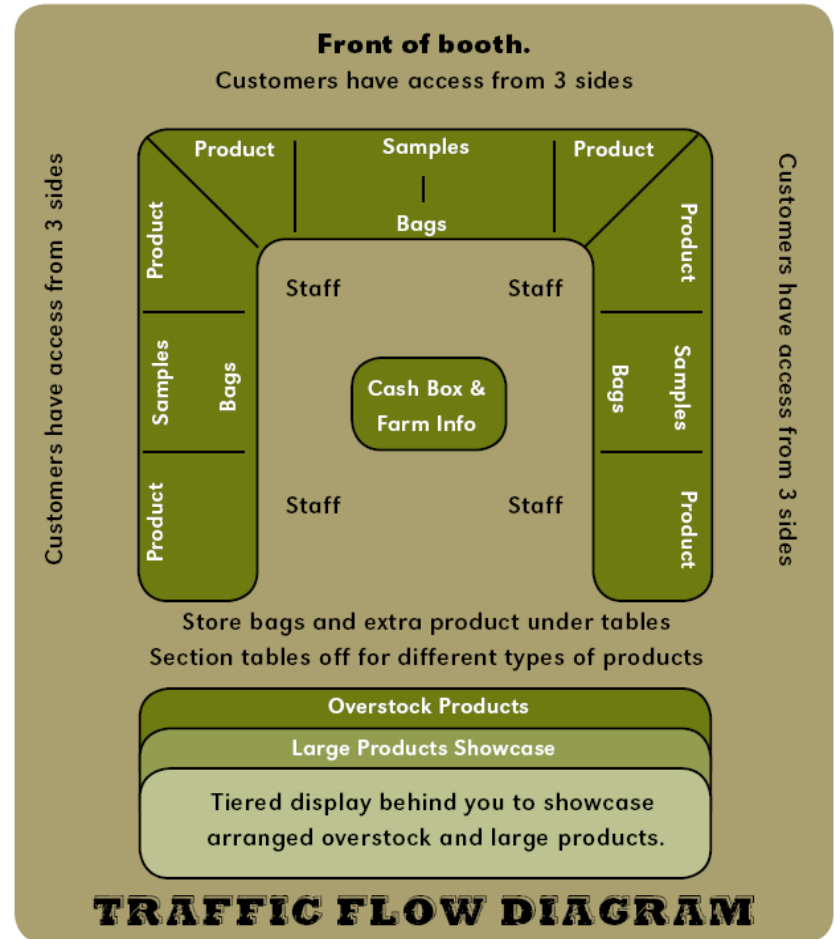 Front of booth.
Customers have access from 3 sides
Customers have access from 3 sides
Product
Samples
Product
Bags
Product
Samples
Bags
Product
Staff
Staff
Cash Box &
Farm Info
Staff
Staff
Product
Bags
Samples
Product
Customers have access from 3 sides
Store bags and extra product under tables
Section tables off for different types of products
Overstock Products
Large Products Showcase
Tiered display behind you to showcase
arranged overstock and large products.
TRAFFIC FLOW DIAGRAM